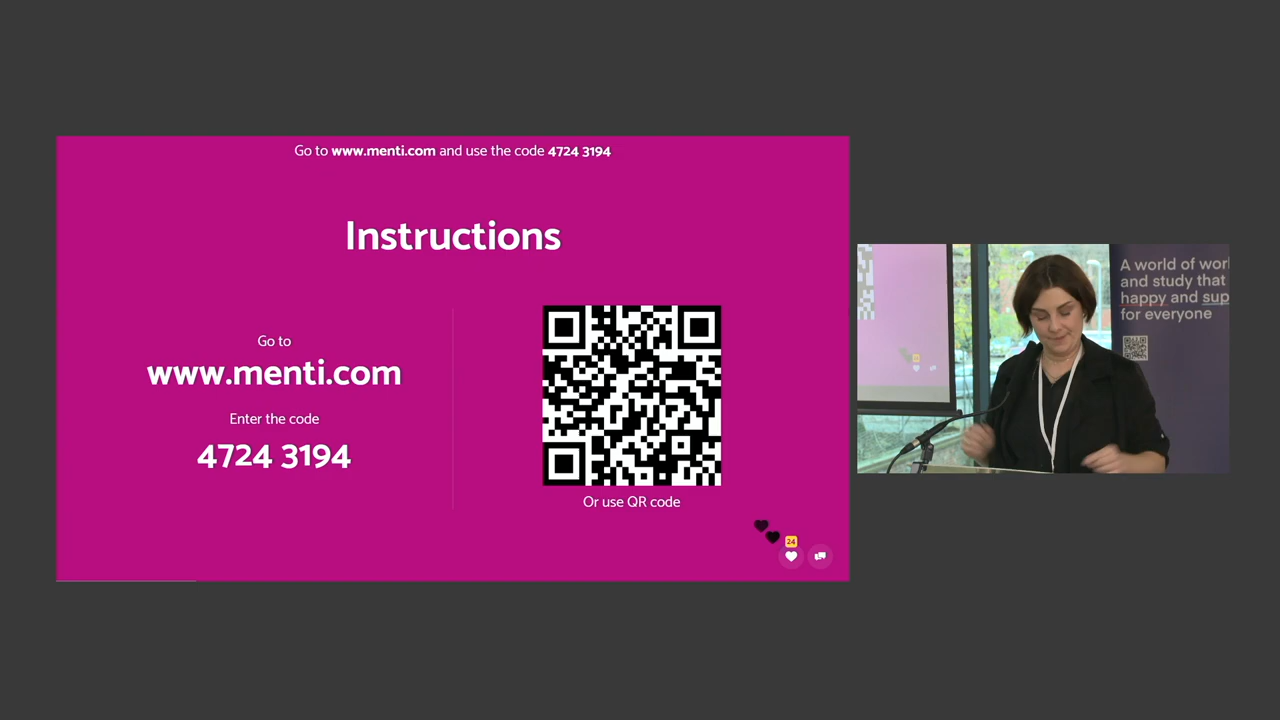 Go to www.menti.com and use the code 4724 3194
Instructions
Go to
www.menti.com
Enter the code
4724 3194
Or use QR code
24
A world of wor
and study that
happy and sup
for everyone